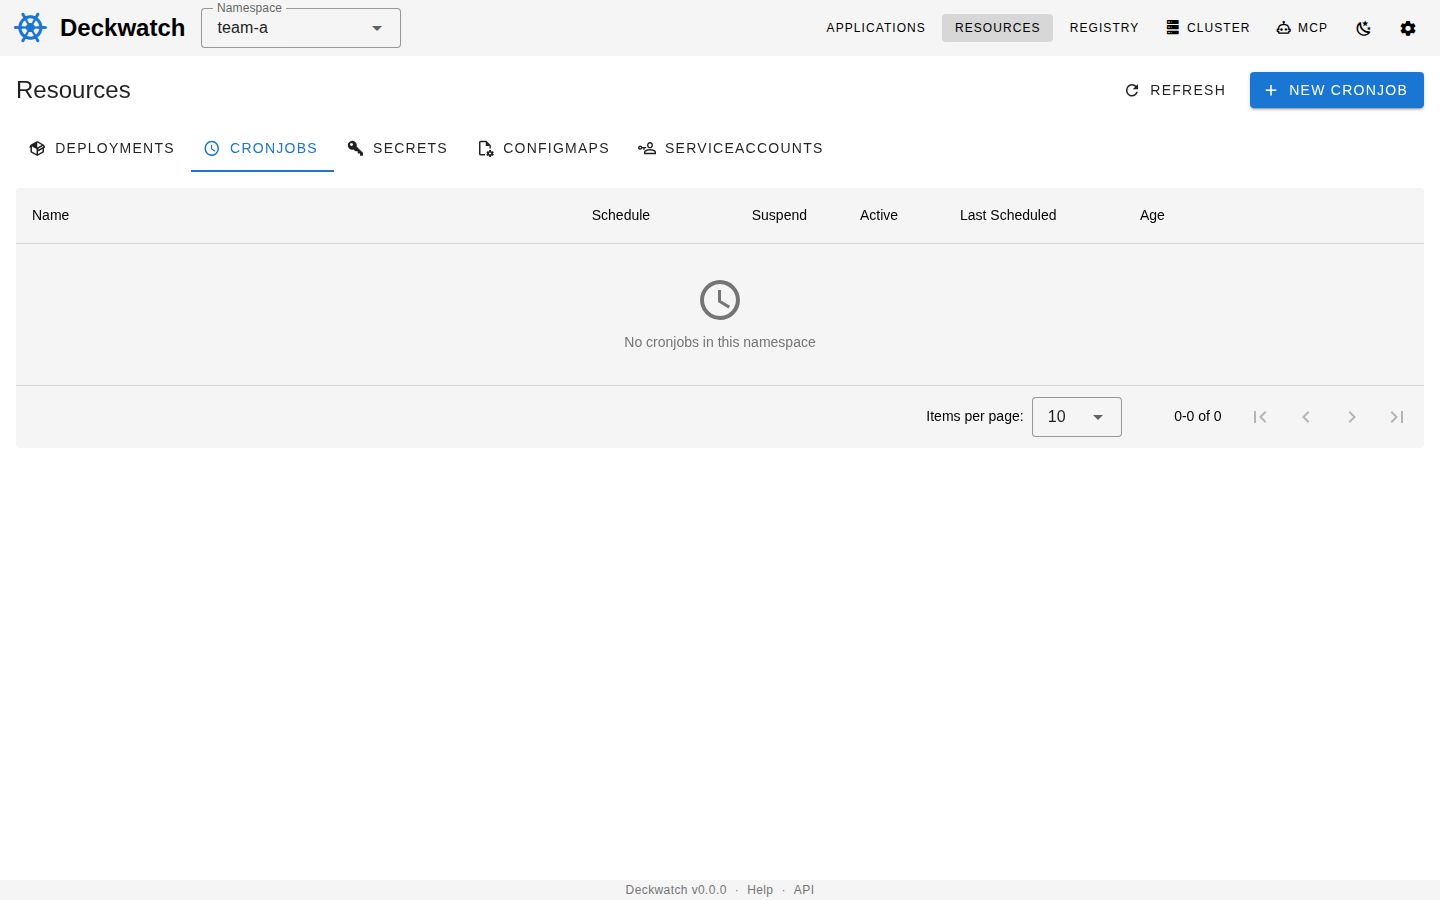 Deckwatch
Namespace
team-a
APPLICATIONS
RESOURCES
REGISTRY
CLUSTER
MCP
Resources
REFRESH
NEW CRONJOB
DEPLOYMENTS
CRONJOBS
SECRETS
CONFIGMAPS
SERVICEACCOUNTS
Name Schedule Suspend Active Last Scheduled Age
No cronjobs in this namespace
Items per page: 10 0-0 of 0
Deckwatch v0.0.0 · Help · API